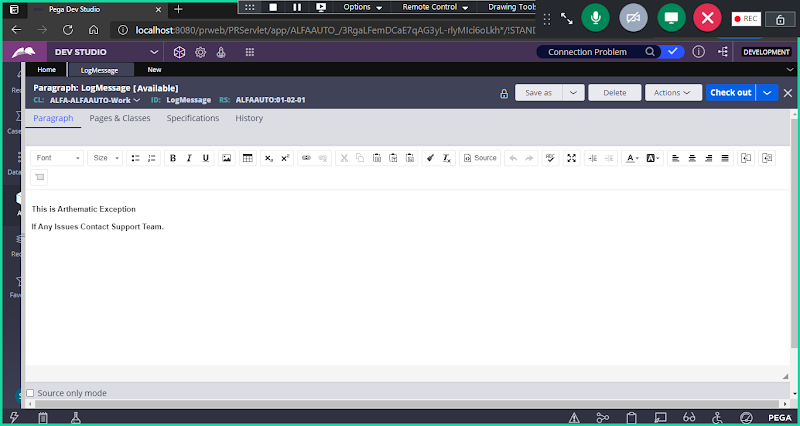 Pega Dev Studio
Options
Remote Control
Drawing Tools
REC
localhost:8080/prweb/PRServlet/app/ALFAAUTO_/3RgaLFemDCaE7qAG3yL-rlyMIci6oLkh*/!STAND
DEV STUDIO
Connection Problem
DEVELOPMENT
Home
LogMessage
New
Paragraph: LogMessage [Available]
CL: ALFA-ALFAAUTO-Work
ID: LogMessage
RS: ALFAAUTO:01-02-01
Save as
Delete
Actions
Check out
Paragraph
Pages & Classes
Specifications
History
Font
Size
B I U
Source
This is Arthematic Exception
If Any Issues Contact Support Team.
Source only mode
PEGA